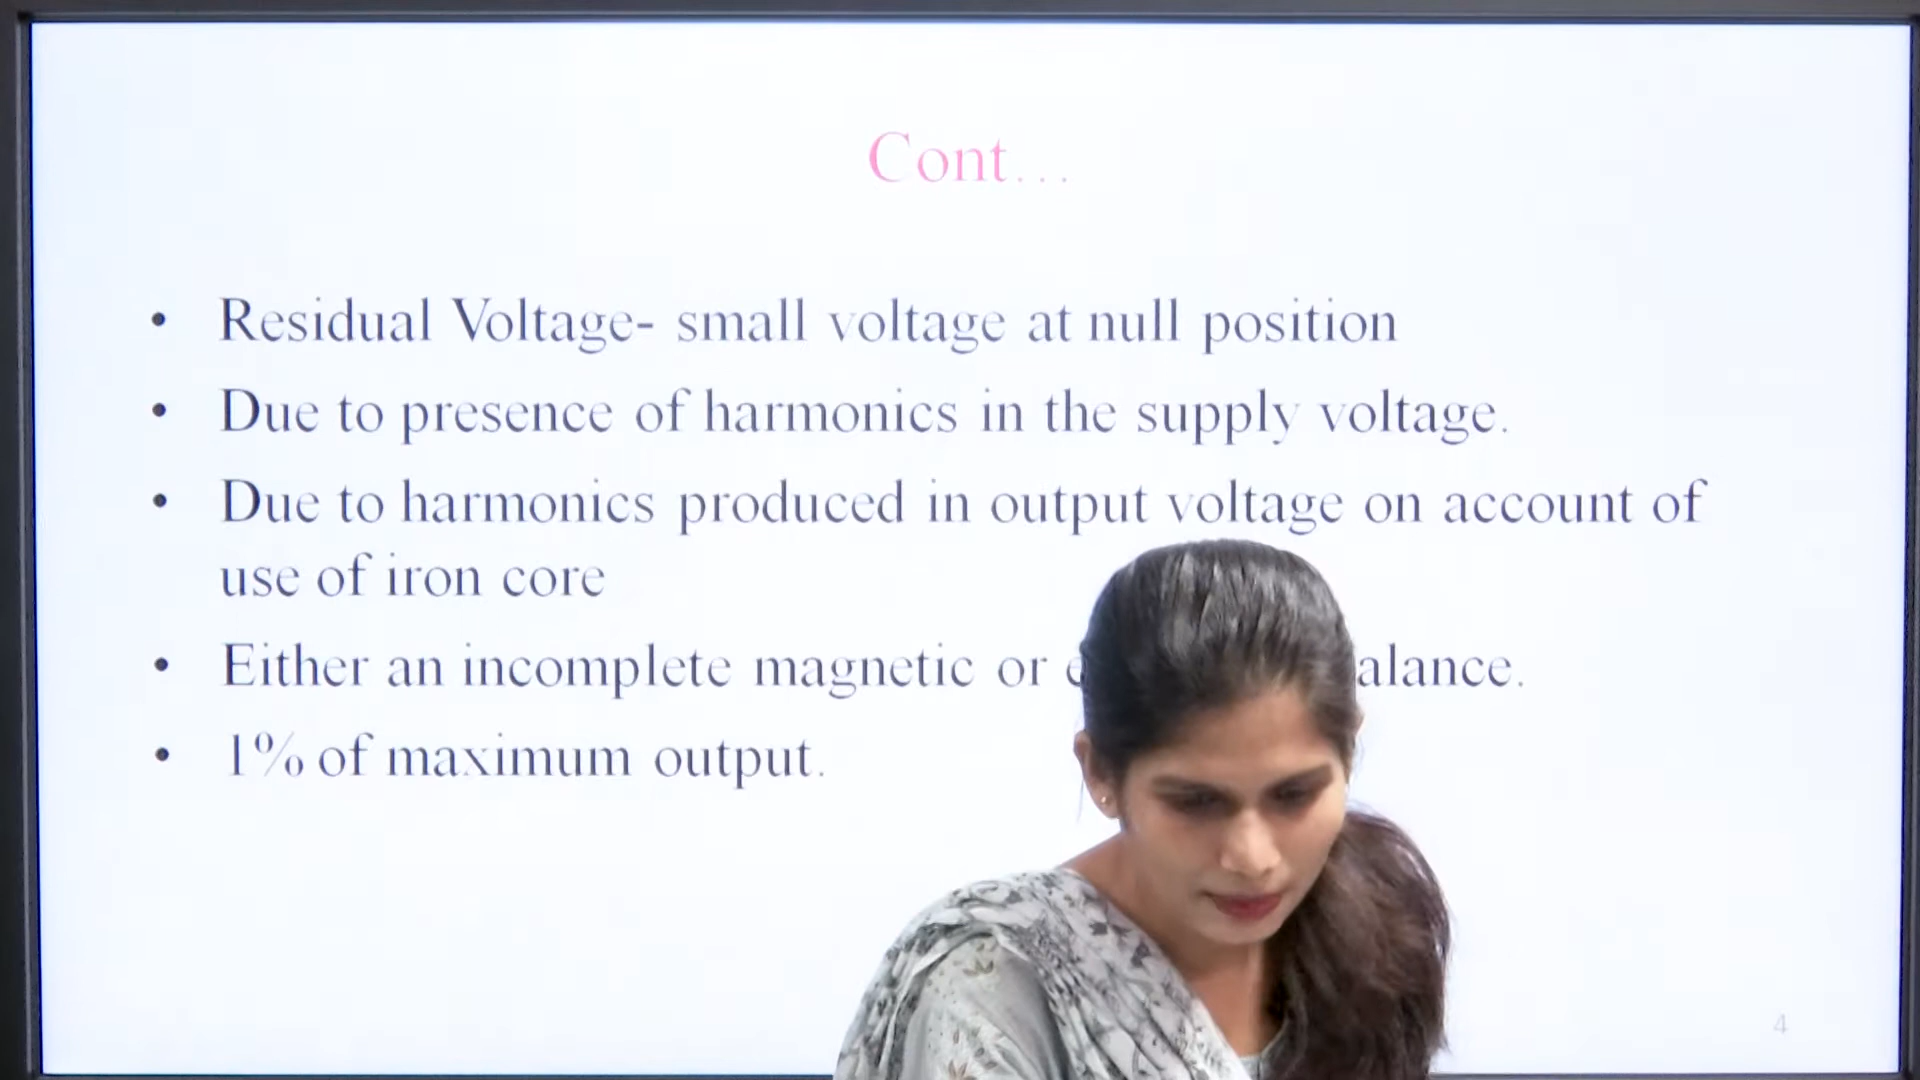 Cont...
• Residual Voltage- small voltage at null position
• Due to presence of harmonics in the supply voltage.
• Due to harmonics produced in output voltage on account of
use of iron core
• Either an incomplete magnetic or
• 1% of maximum output.
4